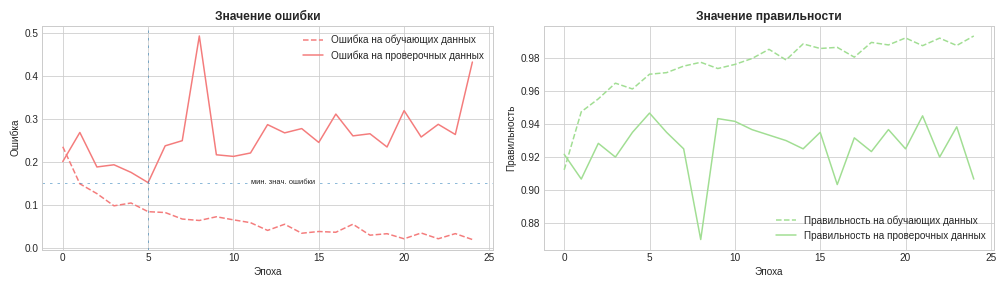 Значение ошибки
0.5
0.4
0.3
0.2
0.1
0.0
Ошибка
Ошибка на обучающих данных
Ошибка на проверочных данных
мин. знач. ошибки
0 5 10 15 20 25
Эпоха
Значение правильности
0.98
0.96
0.94
0.92
0.90
0.88
Правильность
Правильность на обучающих данных
Правильность на проверочных данных
0 5 10 15 20 25
Эпоха